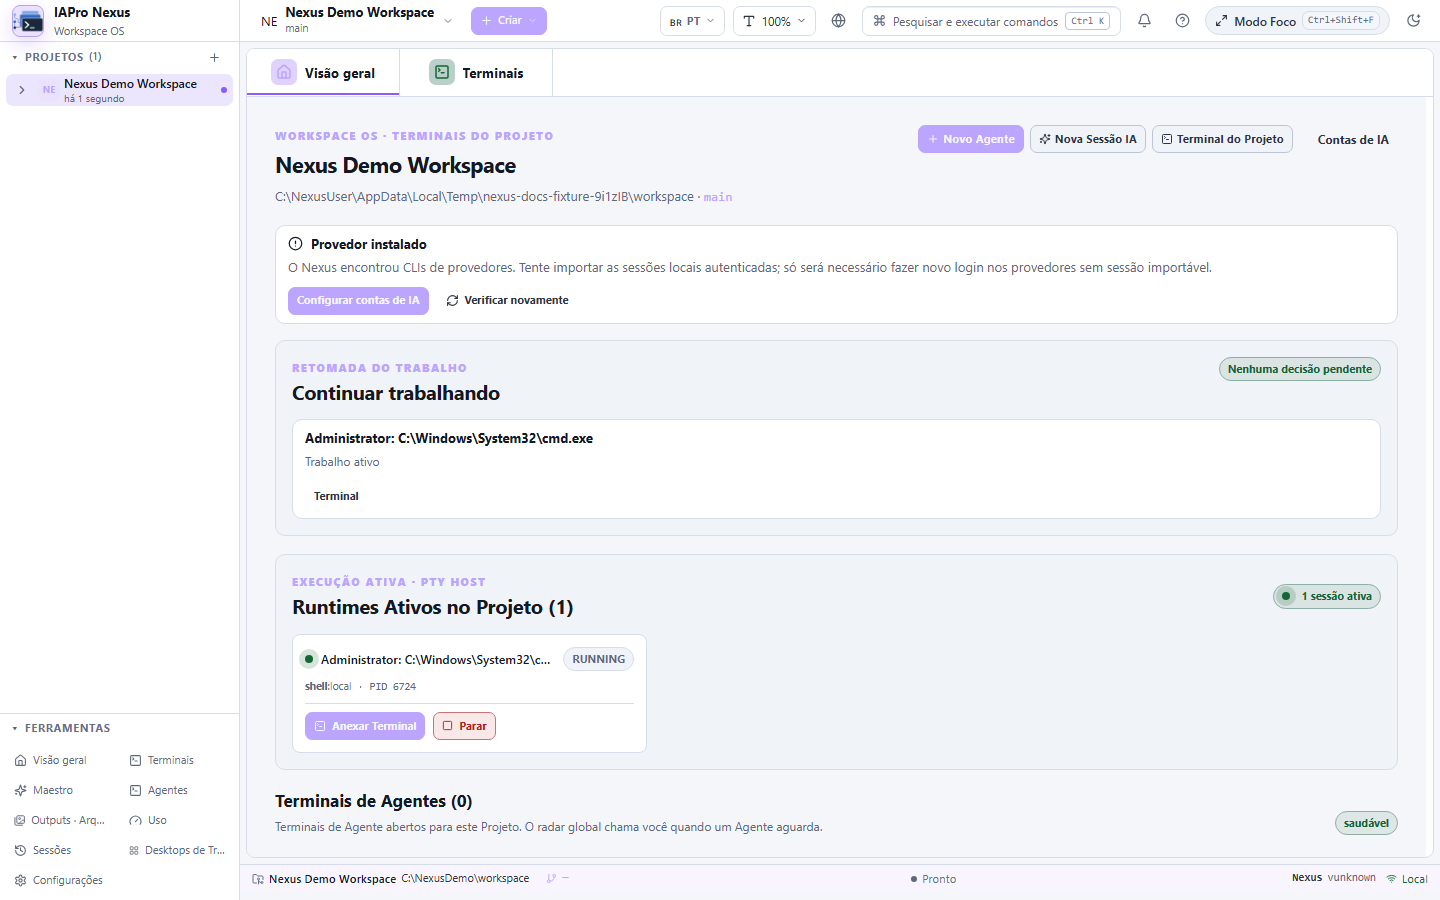 IAPro Nexus
Workspace OS
NE
Nexus Demo Workspace
main
+ Criar
BR PT
100%
Pesquisar e executar comandos
Ctrl K
Modo Foco
Ctrl+Shift+F
PROJETOS (1)
NE
Nexus Demo Workspace
há 1 segundo
Visão geral
Terminais
WORKSPACE OS · TERMINAIS DO PROJETO
Nexus Demo Workspace
C:\NexusUser\AppData\Local\Temp\nexus-docs-fixture-9i1zIB\workspace · main
+ Novo Agente
Nova Sessão IA
Terminal do Projeto
Contas de IA
Provedor instalado
O Nexus encontrou CLIs de provedores. Tente importar as sessões locais autenticadas; só será necessário fazer novo login nos provedores sem sessão importável.
Configurar contas de IA
Verificar novamente
RETOMADA DO TRABALHO
Continuar trabalhando
Nenhuma decisão pendente
Administrator: C:\Windows\System32\cmd.exe
Trabalho ativo
Terminal
EXECUÇÃO ATIVA · PTY HOST
Runtimes Ativos no Projeto (1)
1 sessão ativa
Administrator: C:\Windows\System32\c...
RUNNING
shell:local · PID 6724
Anexar Terminal
Parar
Terminais de Agentes (0)
Terminais de Agente abertos para este Projeto. O radar global chama você quando um Agente aguarda.
saudável
FERRAMENTAS
Visão geral
Terminais
Maestro
Agentes
Outputs · Arq...
Uso
Sessões
Desktops de Tr...
Configurações
Nexus Demo Workspace C:\NexusDemo\workspace
—
Pronto
Nexus vunknown
Local